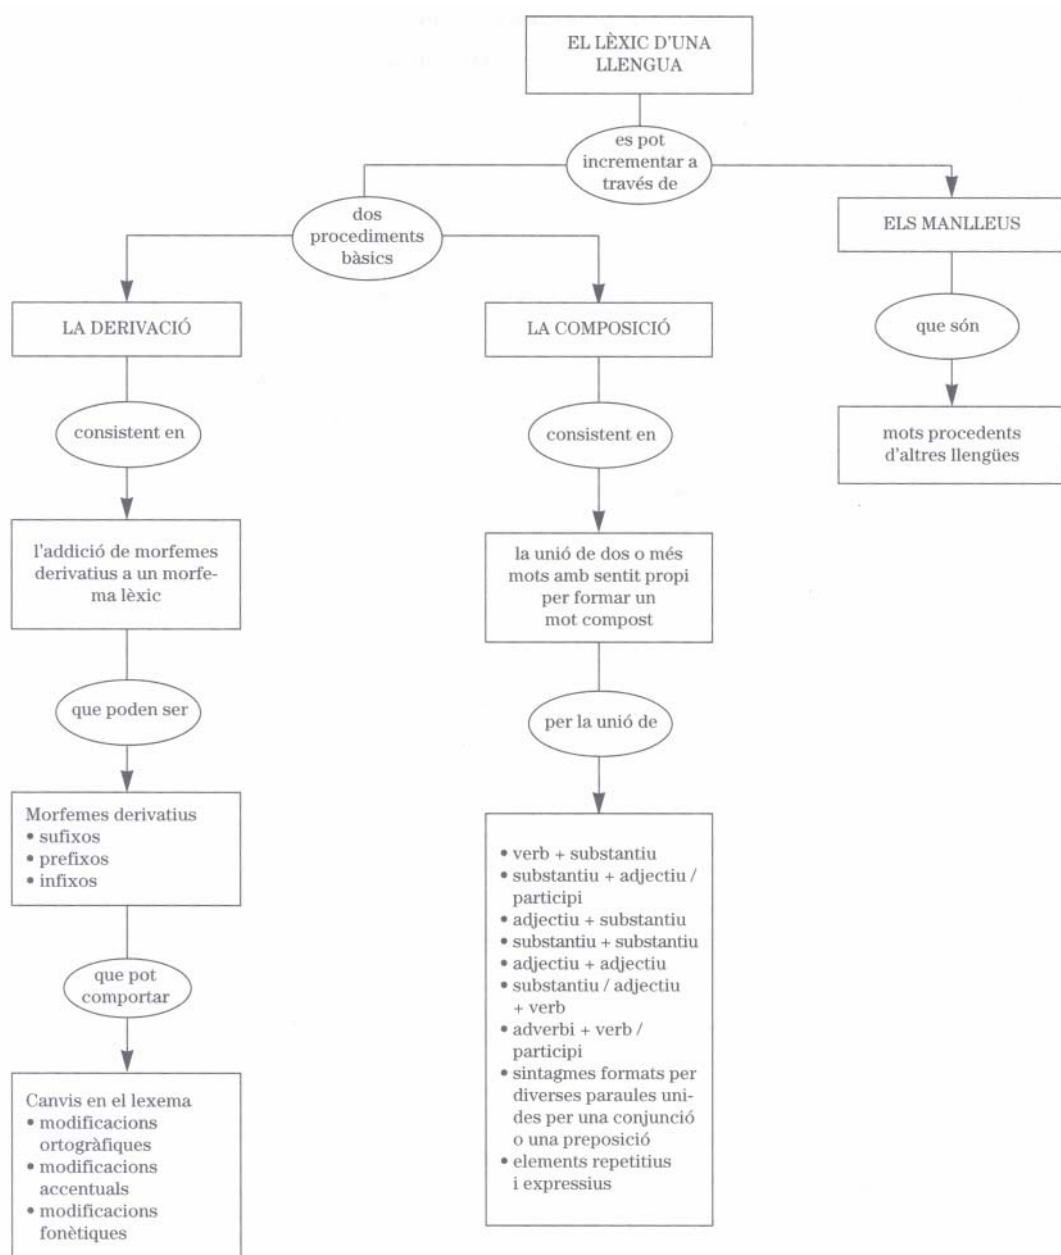 EL LÈXIC D'UNA
LLENGUA
es pot
incrementar a
través de
dos
procediments
bàsics
ELS MANLLEUS
LA DERIVACIÓ
LA COMPOSICIÓ
que són
consistent en
consistent en
mots procedents
d'altres llengües
l'addició de morfemes
derivatius a un morfe-
ma lèxic
la unió de dos o més
mots amb sentit propi
per formar un
mot compost
que poden ser
per la unió de
Morfemes derivatius
• sufixos
• prefixos
• infixos
• verb + substantiu
• substantiu + adjectiu /
participi
• adjectiu + substantiu
• substantiu + substantiu
• adjectiu + adjectiu
• substantiu / adjectiu
+ verb
• adverbi + verb /
participi
• sintagmes formats per
diverses paraules uni-
des per una conjunció
o una preposició
• elements repetitius
i expressius
que pot
comportar
Canvis en el lexema
• modificacions
ortogràfiques
• modificacions
accentuals
• modificacions
fonètiques